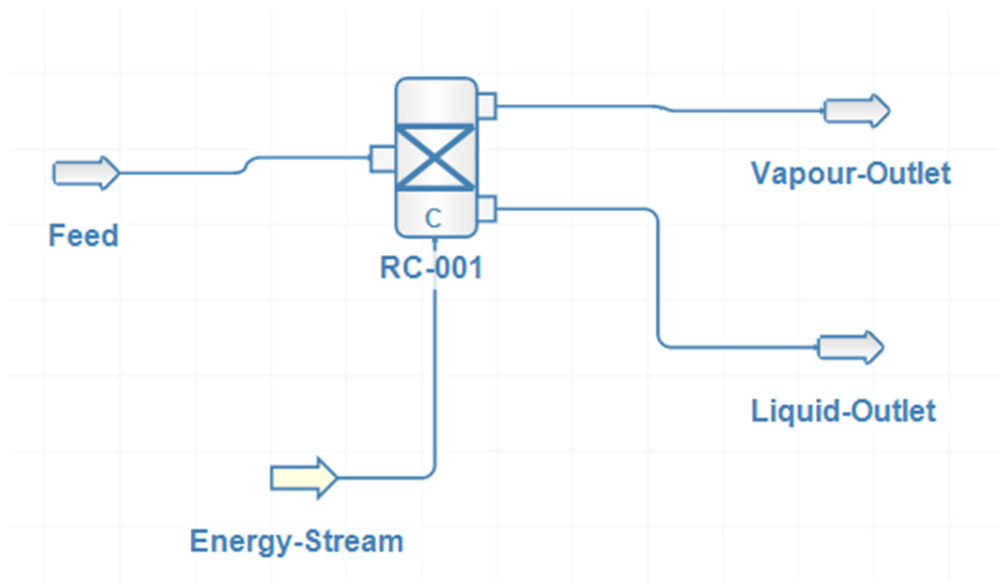 Vapour-Outlet
Feed
C
RC-001
Liquid-Outlet
Energy-Stream